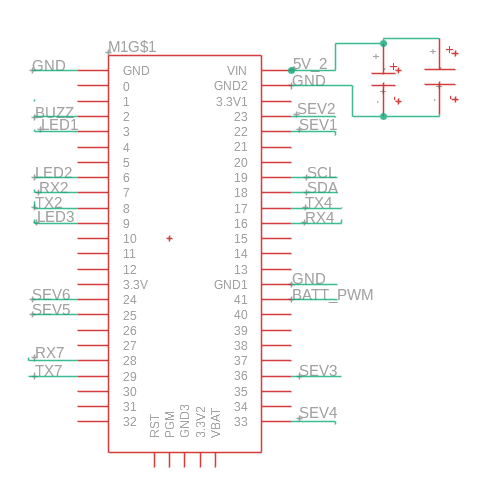 M1G$1
GND GND VIN 5V_2
0 GND2 GND
1 3.3V1
BUZZ 2 23 SEV2
LED1 3 22 SEV1
4 21
5 20
LED2 6 19 SCL
RX2 7 18 SDA
TX2 8 17 TX4
LED3 9 16 RX4
10 15
11 14
12 13
3.3V GND1 GND
SEV6 24 41 BATT_PWM
SEV5 25 40
26 39
27 38
RX7 28 37
TX7 29 36 SEV3
30 35
31 34
32 33 SEV4
RST PGM GND3 3.3V2 VBAT